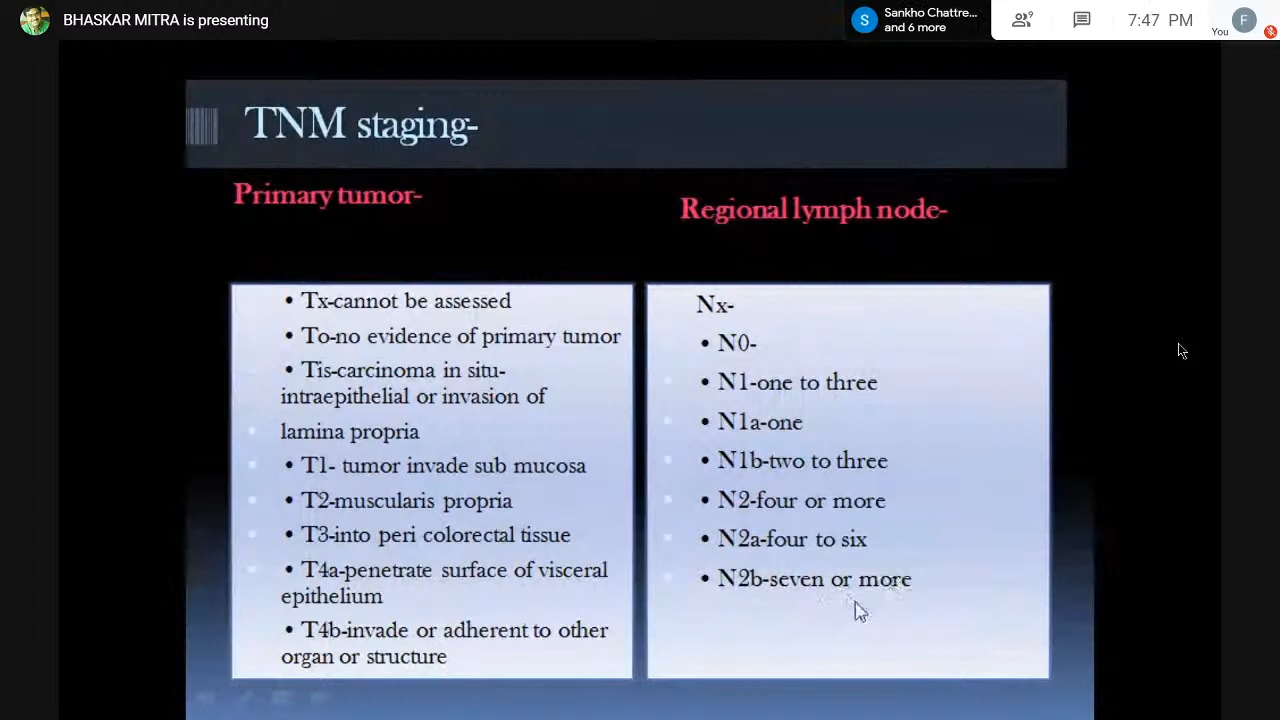 BHASKAR MITRA is presenting
S
Sankho Chattre...
and 6 more
9
7:47 PM
You
F
TNM staging-
Primary tumor-
• Tx-cannot be assessed
• To-no evidence of primary tumor
• Tis-carcinoma in situ-
intraepithelial or invasion of
lamina propria
• T1- tumor invade sub mucosa
• T2-muscularis propria
• T3-into peri colorectal tissue
• T4a-penetrate surface of visceral
epithelium
• T4b-invade or adherent to other
organ or structure
Regional lymph node-
Nx-
• N0-
• N1-one to three
• N1a-one
• N1b-two to three
• N2-four or more
• N2a-four to six
• N2b-seven or more